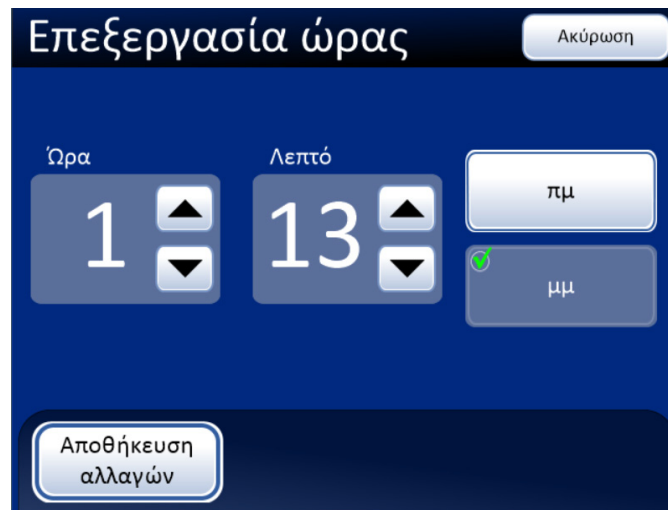 Επεξεργασία ώρας
Ακύρωση
Ώρα
Λεπτό
1
13
πμ
μμ
Αποθήκευση
αλλαγών